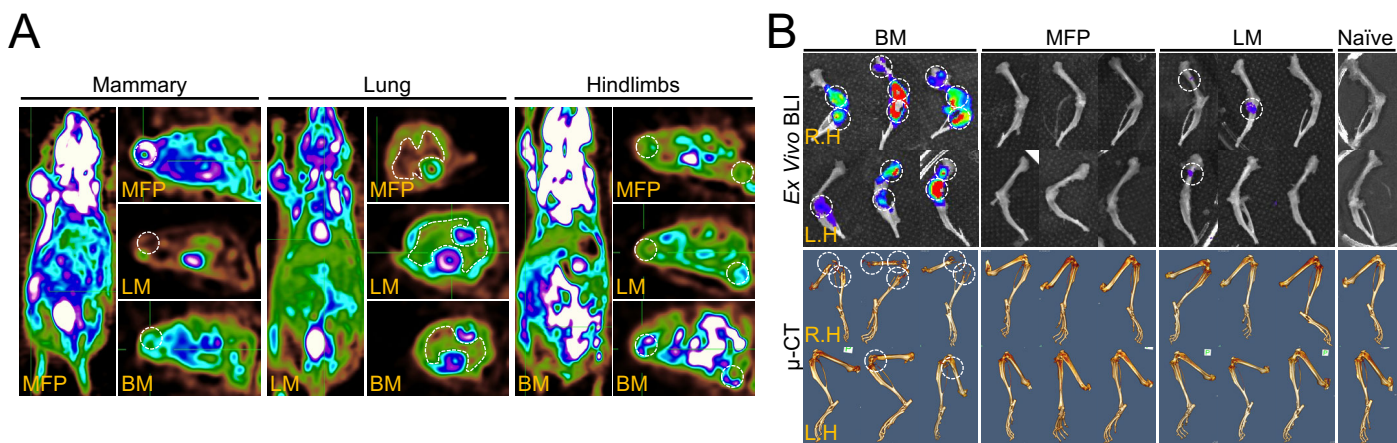 A
Mammary
Lung
Hindlimbs
MFP
MFP
LM
BM
LM
MFP
LM
BM
BM
MFP
LM
BM
B
BM
MFP
LM
Naïve
Ex Vivo BLI
R.H
L.H
μ-CT
R.H
L.H